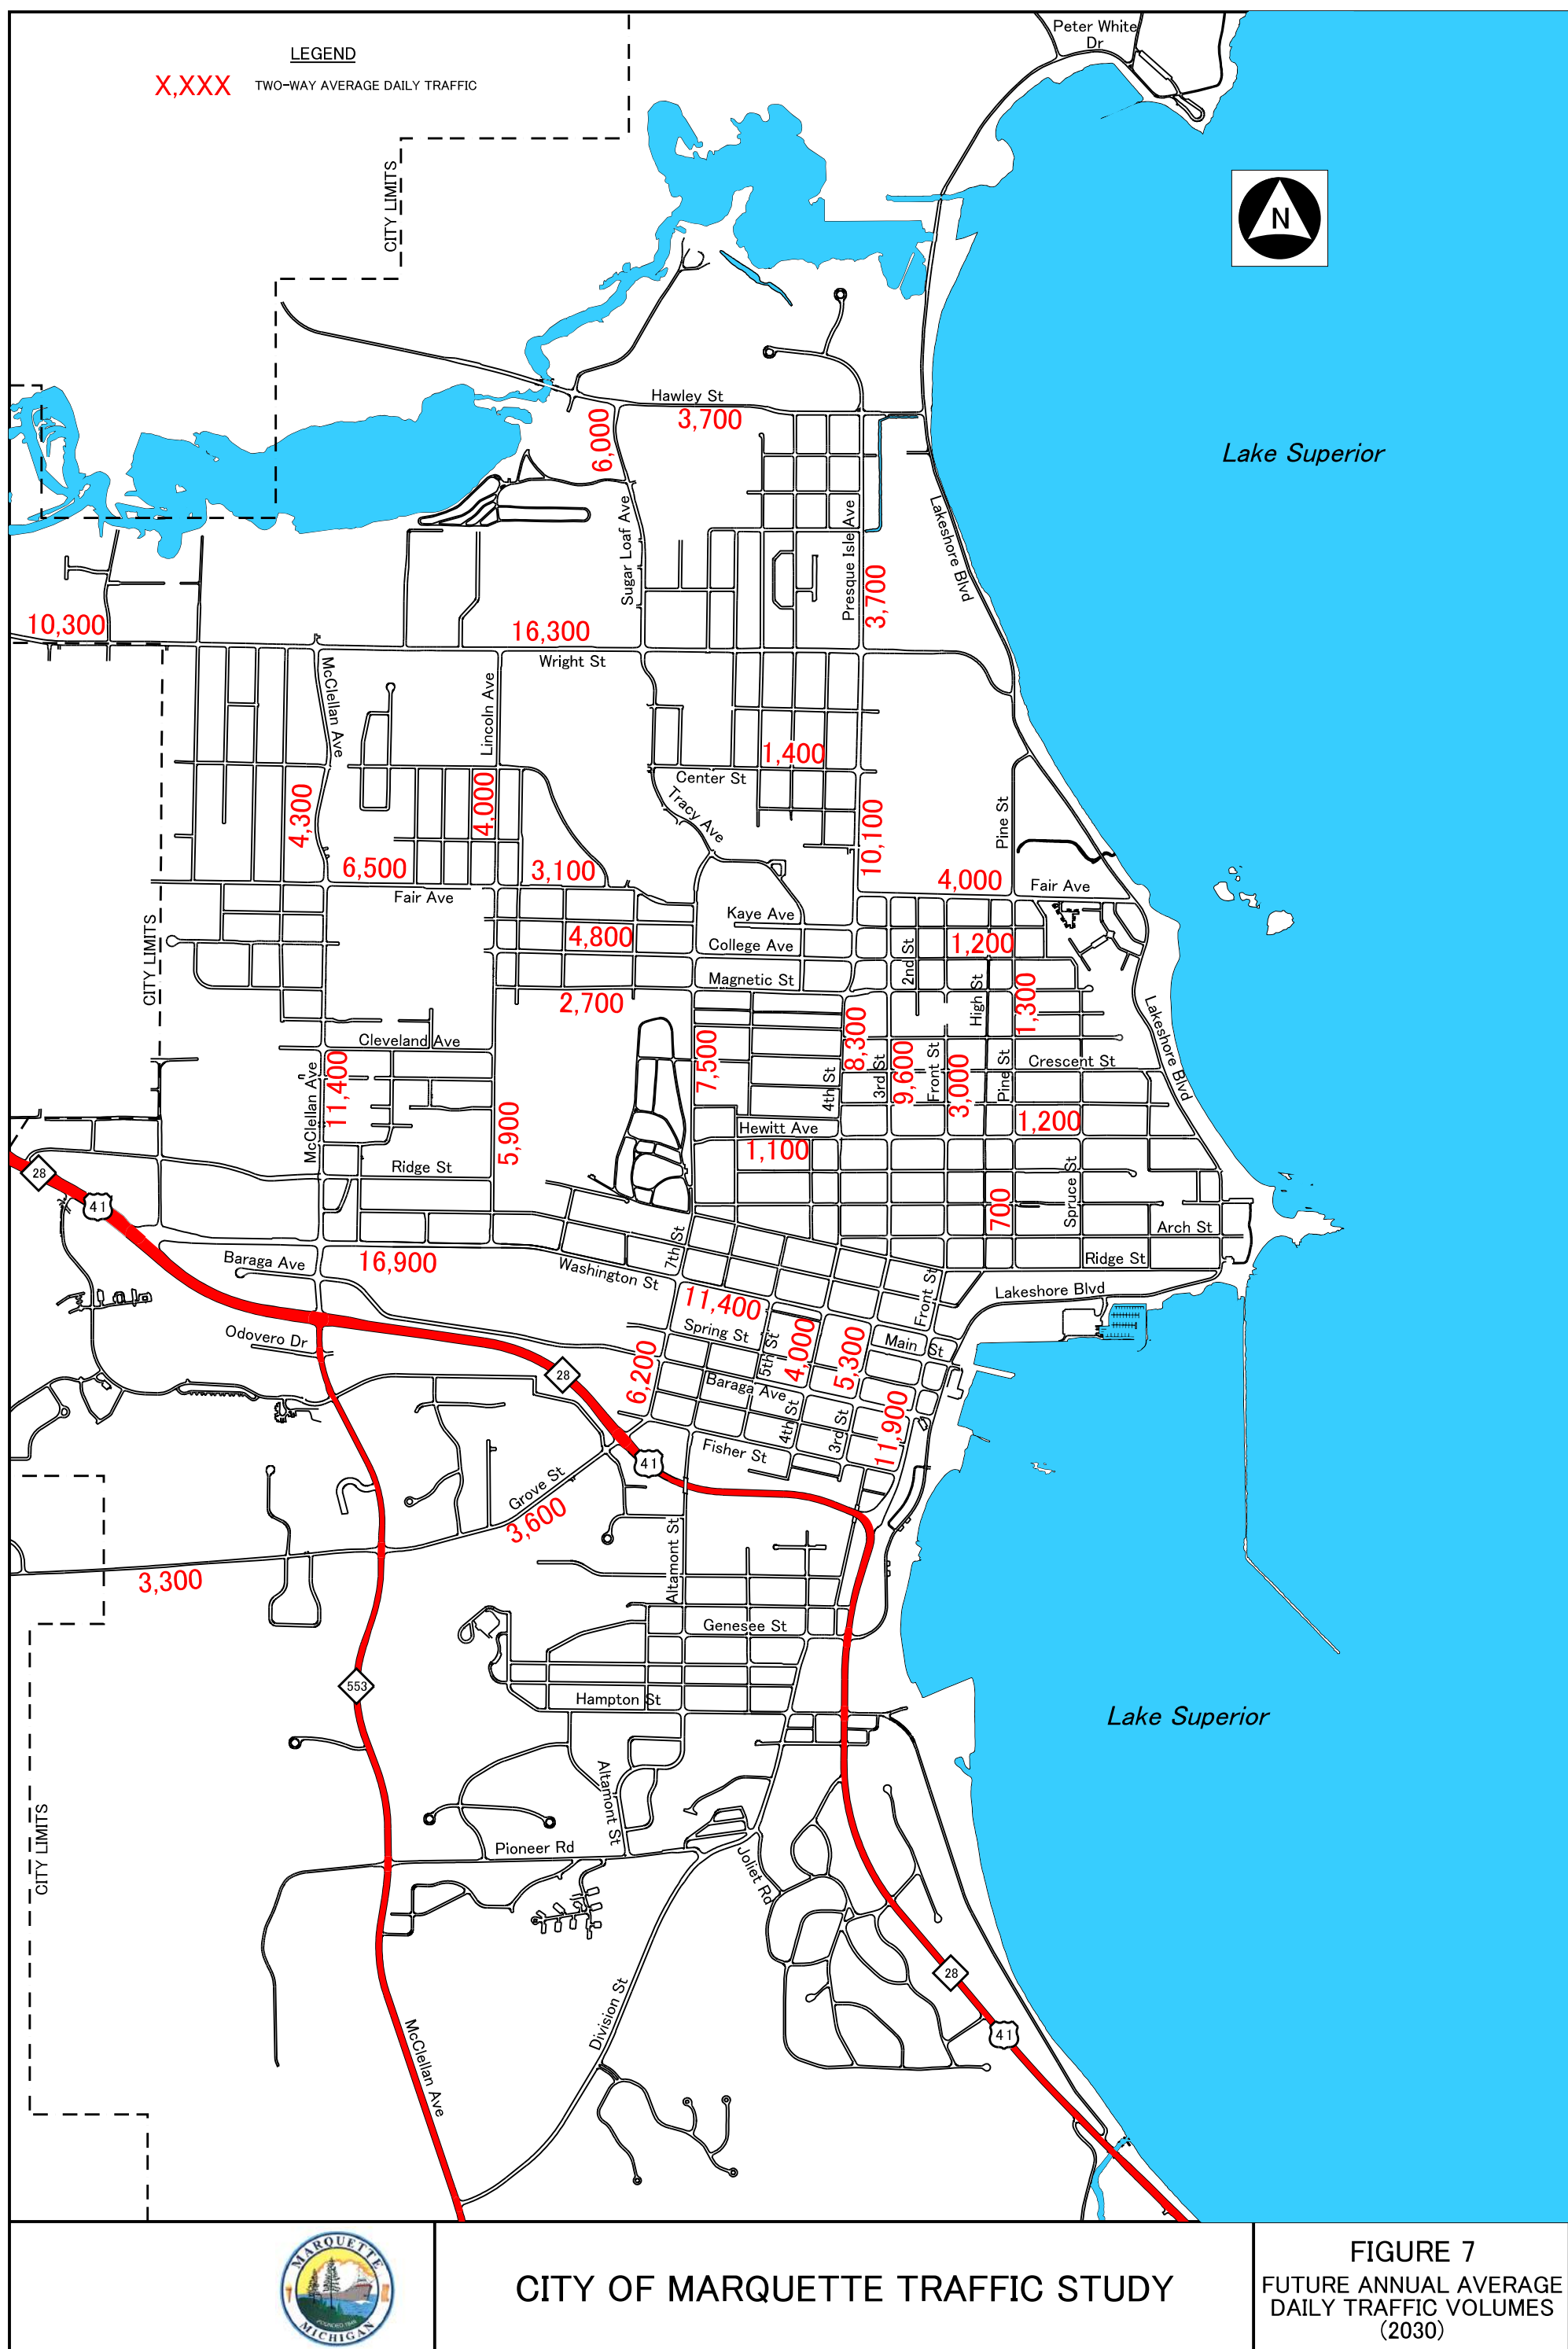 LEGEND
X,XXX TWO-WAY AVERAGE DAILY TRAFFIC
Peter White
Dr
CITY LIMITS
N
Hawley St
3,700
6,000
Lake Superior
Sugar Loaf Ave
Presque Isle Ave
Lakeshore Blvd
3,700
10,300
16,300
Wright St
McClellan Ave
Lincoln Ave
1,400
Center St
Tracy Ave
4,300
4,000
10,100
Pine St
6,500
3,100
4,000
Fair Ave
Fair Ave
Kaye Ave
4,800
College Ave
2nd St
1,200
CITY LIMITS
Magnetic St
2,700
High St
1,300
Lakeshore Blvd
Cleveland Ave
7,500
8,300
9,600
Front St
3,000
Pine St
Crescent St
3rd St
4th St
McClellan Ave
11,400
5,900
Hewitt Ave
1,200
1,100
28
41
Ridge St
Spruce St
700
Arch St
Ridge St
7th St
Baraga Ave
16,900
Washington St
Front St
Lakeshore Blvd
11,400
Spring St
5th St
4,000
5,300
Main St
Odovero Dr
28
6,200
Baraga Ave
4th St
3rd St
11,900
41
Fisher St
Grove St
3,600
Altamont St
3,300
Genesee St
553
Hampton St
Lake Superior
Altamont St
CITY LIMITS
Pioneer Rd
Joliet Rd
28
Division St
41
McClellan Ave
MARQUETTE
FOUNDED 1849
MICHIGAN
CITY OF MARQUETTE TRAFFIC STUDY
FIGURE 7
FUTURE ANNUAL AVERAGE
DAILY TRAFFIC VOLUMES
(2030)